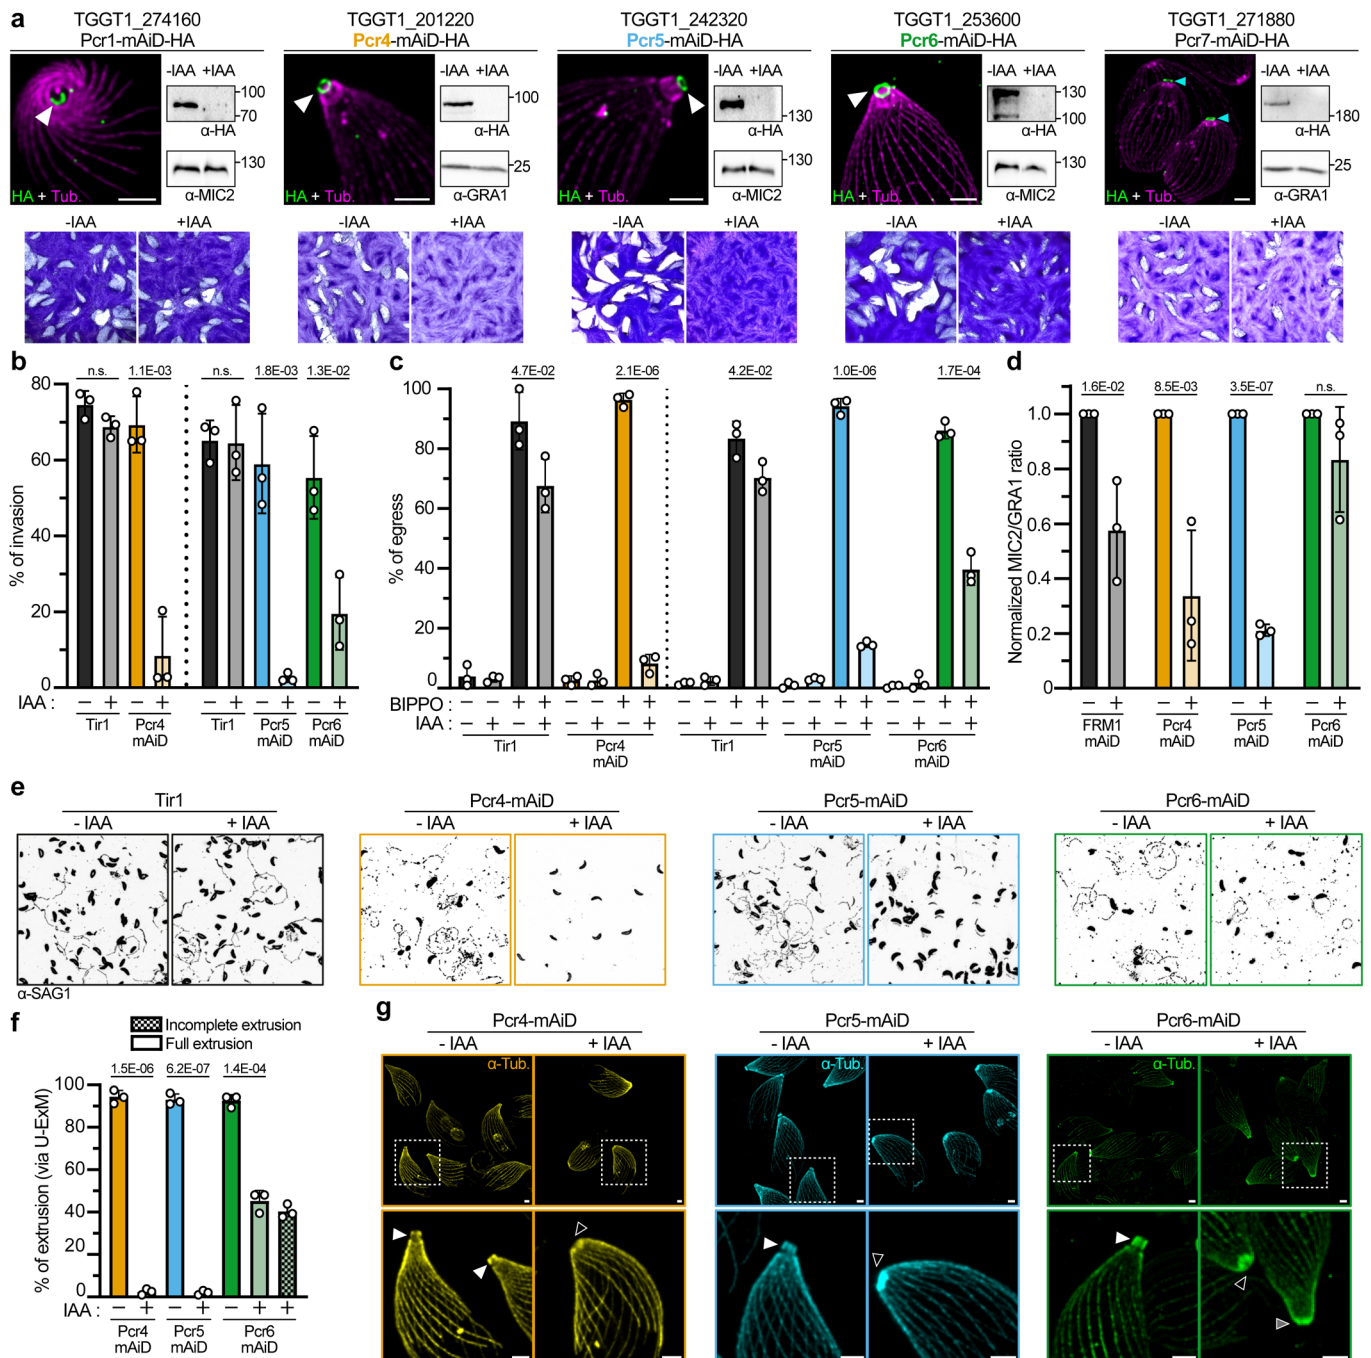 a
TGGT1_274160
Pcr1-mAiD-HA
TGGT1_201220
Pcr4-mAiD-HA
TGGT1_242320
Pcr5-mAiD-HA
TGGT1_253600
Pcr6-mAiD-HA
TGGT1_271880
Pcr7-mAiD-HA
-IAA +IAA
100
70
α-HA
130
α-MIC2
HA + Tub.
-IAA +IAA
100
α-HA
25
α-GRA1
HA + Tub.
-IAA +IAA
α-HA
130
α-MIC2
HA + Tub.
-IAA +IAA
130
100
α-HA
130
α-MIC2
HA + Tub.
-IAA +IAA
180
α-HA
25
α-GRA1
HA + Tub.
-IAA +IAA
-IAA +IAA
-IAA +IAA
-IAA +IAA
-IAA +IAA
b
n.s. 1.1E-03 n.s. 1.8E-03 1.3E-02
% of invasion
80
60
40
20
0
IAA : − + − + − + − + − +
Tir1 Pcr4 mAiD Tir1 Pcr5 mAiD Pcr6 mAiD
c
4.7E-02 2.1E-06 4.2E-02 1.0E-06 1.7E-04
% of egress
100
80
60
40
20
0
BIPPO : − − + + − − + + − − + + − − + + − − + +
IAA : − + − + − + − + − + − + − + − + − + − +
Tir1 Pcr4 mAiD Tir1 Pcr5 mAiD Pcr6 mAiD
d
1.6E-02 8.5E-03 3.5E-07 n.s.
Normalized MIC2/GRA1 ratio
1.0
0.8
0.6
0.4
0.2
0
− + − + − + − +
FRM1 mAiD Pcr4 mAiD Pcr5 mAiD Pcr6 mAiD
e
Tir1
- IAA + IAA
α-SAG1
Pcr4-mAiD
- IAA + IAA
Pcr5-mAiD
- IAA + IAA
Pcr6-mAiD
- IAA + IAA
f
Incomplete extrusion
Full extrusion
1.5E-06 6.2E-07 1.4E-04
% of extrusion (via U-ExM)
100
80
60
40
20
0
IAA : − + − + − + +
Pcr4 mAiD Pcr5 mAiD Pcr6 mAiD
g
Pcr4-mAiD
- IAA + IAA
α-Tub.
Pcr5-mAiD
- IAA + IAA
α-Tub.
Pcr6-mAiD
- IAA + IAA
α-Tub.